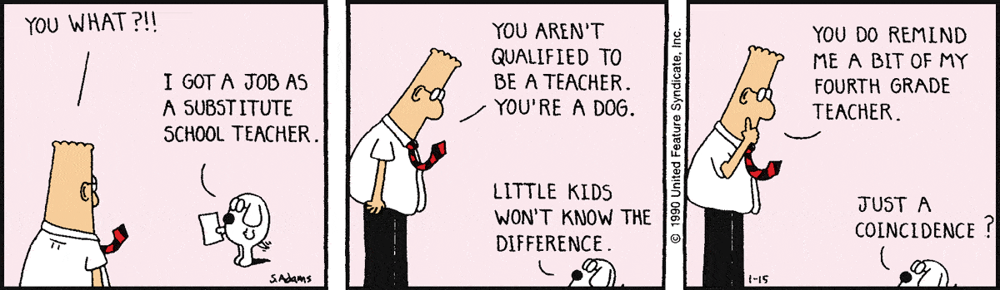 YOU WHAT?!!
I GOT A JOB AS
A SUBSTITUTE
SCHOOL TEACHER.
S.Adams
YOU AREN'T
QUALIFIED TO
BE A TEACHER.
YOU'RE A DOG.
LITTLE KIDS
WON'T KNOW THE
DIFFERENCE.
© 1990 United Feature Syndicate, Inc.
YOU DO REMIND
ME A BIT OF MY
FOURTH GRADE
TEACHER.
JUST A
COINCIDENCE?
1-15